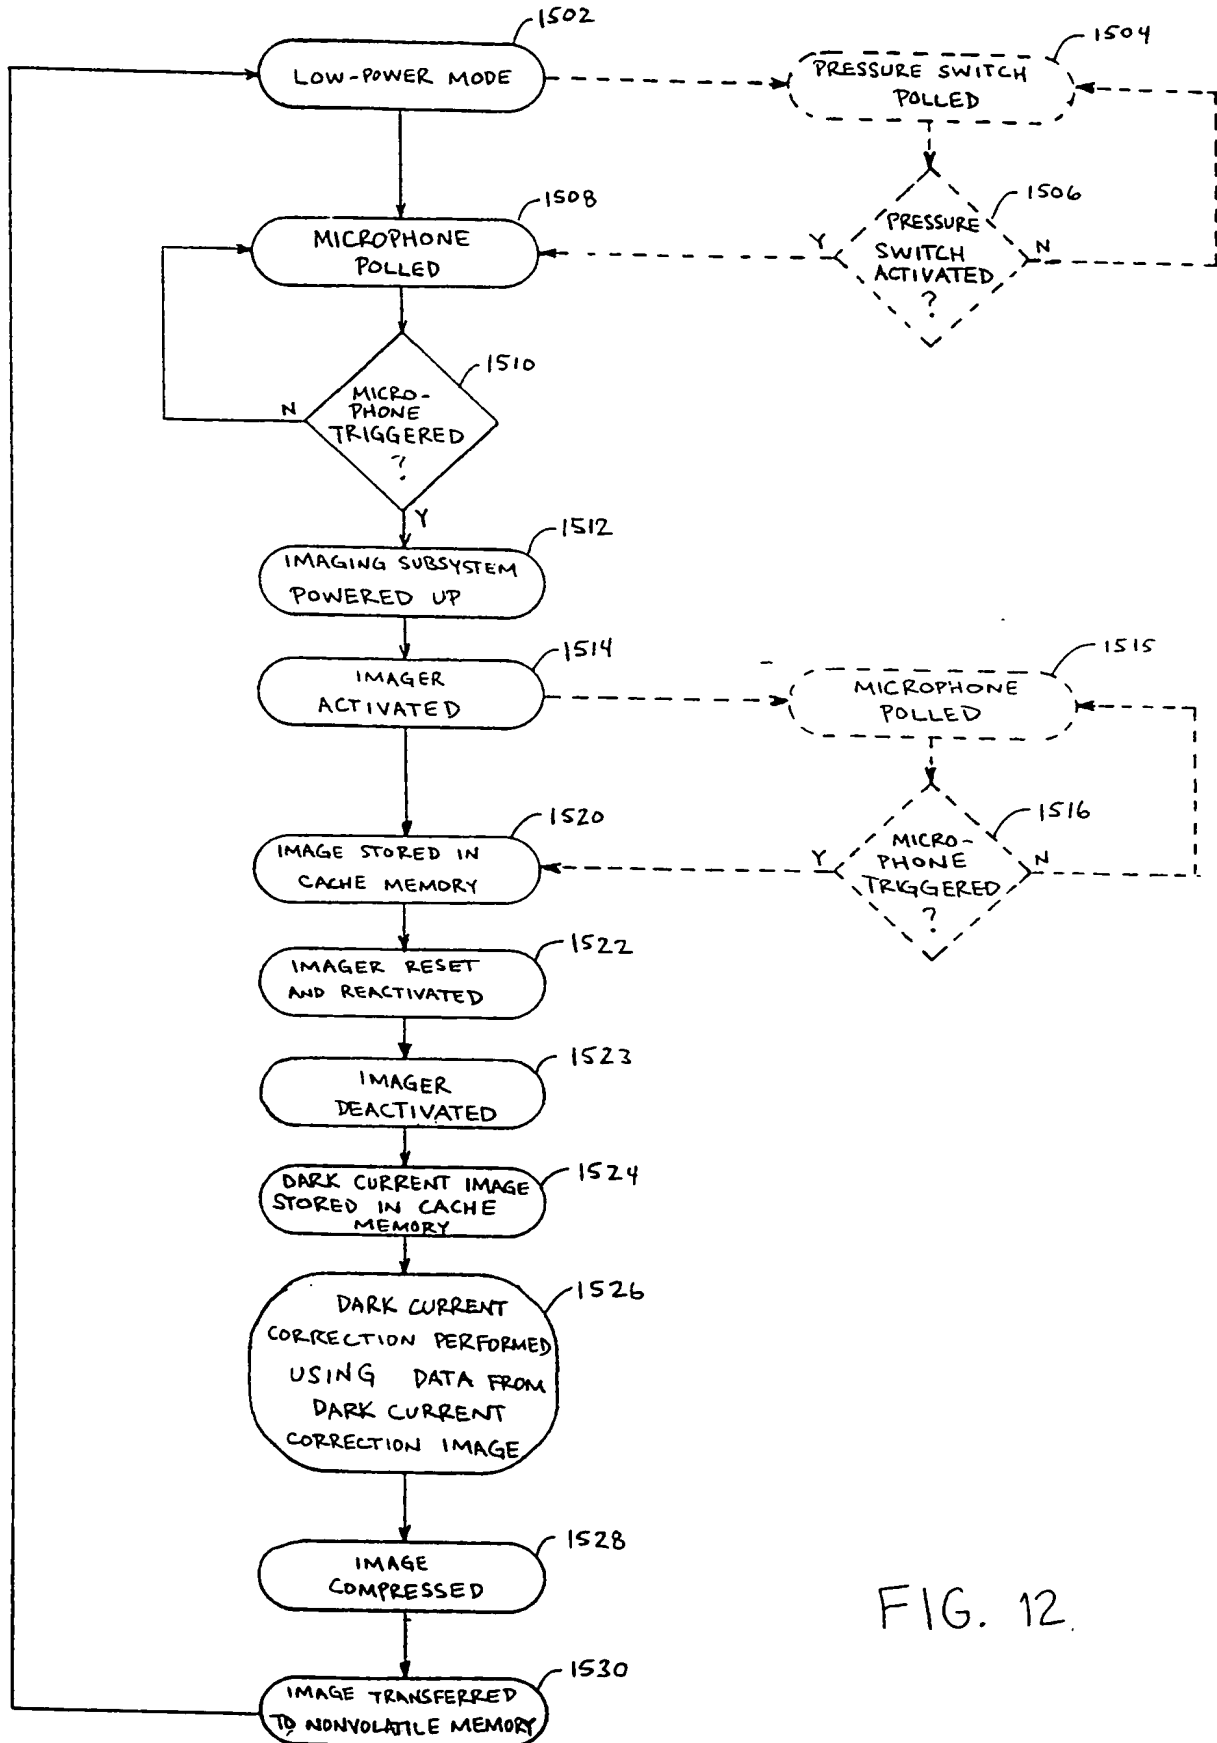 1502
LOW-POWER MODE
1504
PRESSURE SWITCH
POLLED
1506
PRESSURE
SWITCH
ACTIVATED
?
Y
N
1508
MICROPHONE
POLLED
1510
MICRO-
PHONE
TRIGGERED
?
N
Y
1512
IMAGING SUBSYSTEM
POWERED UP
1514
IMAGER
ACTIVATED
1515
MICROPHONE
POLLED
1516
MICRO-
PHONE
TRIGGERED
?
Y
N
1520
IMAGE STORED IN
CACHE MEMORY
1522
IMAGER RESET
AND REACTIVATED
1523
IMAGER
DEACTIVATED
1524
DARK CURRENT IMAGE
STORED IN CACHE
MEMORY
1526
DARK CURRENT
CORRECTION PERFORMED
USING DATA FROM
DARK CURRENT
CORRECTION IMAGE
1528
IMAGE
COMPRESSED
1530
IMAGE TRANSFERRED
TO NONVOLATILE MEMORY
FIG. 12